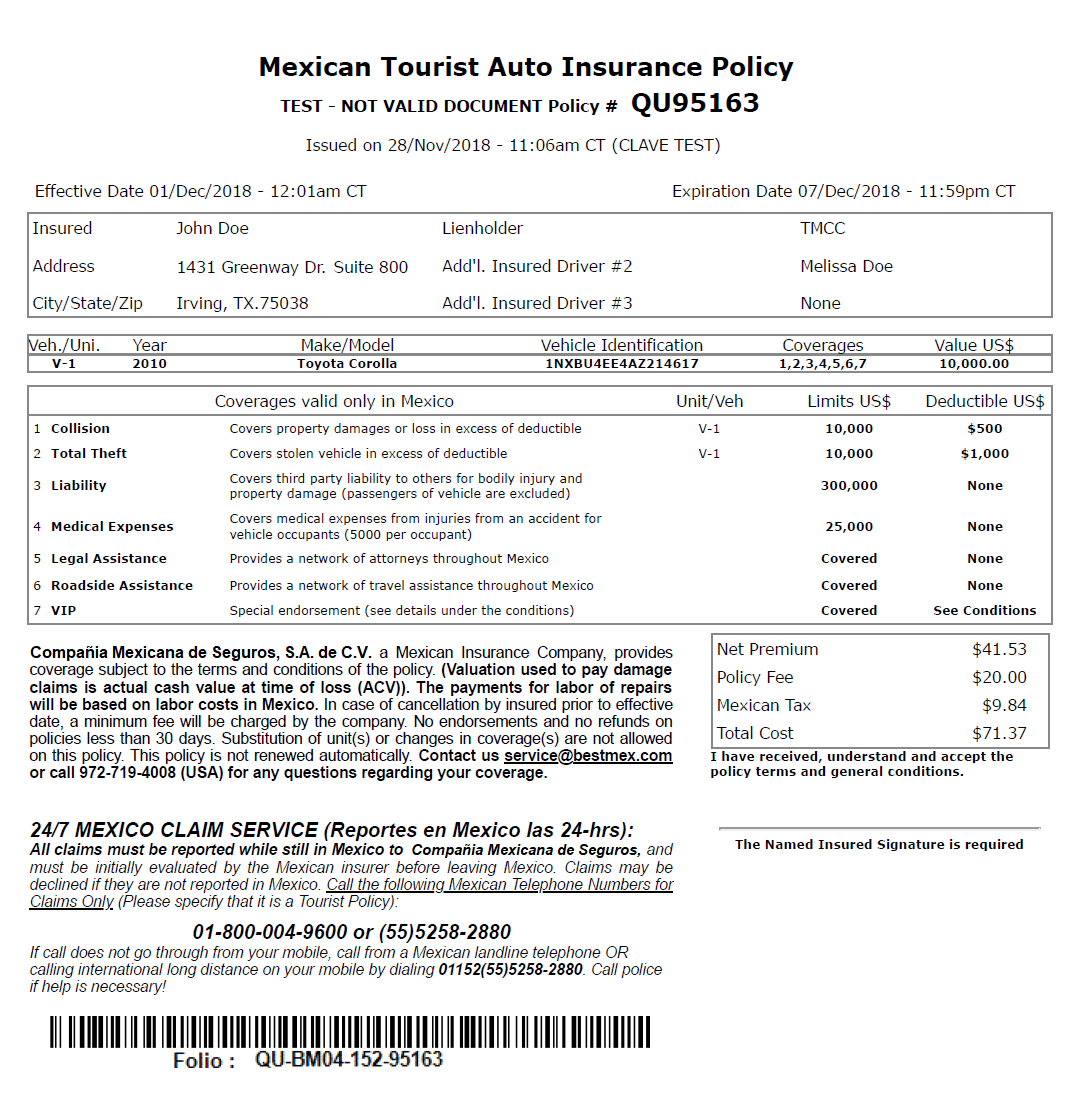 Mexican Tourist Auto Insurance Policy
TEST - NOT VALID DOCUMENT Policy # QU95163
Issued on 28/Nov/2018 - 11:06am CT (CLAVE TEST)
Effective Date 01/Dec/2018 - 12:01am CT Expiration Date 07/Dec/2018 - 11:59pm CT
Insured John Doe Lienholder TMCC
Address 1431 Greenway Dr. Suite 800 Add'l. Insured Driver #2 Melissa Doe
City/State/Zip Irving, TX.75038 Add'l. Insured Driver #3 None
Veh./Uni. Year Make/Model Vehicle Identification Coverages Value US$
V-1 2010 Toyota Corolla 1NXBU4EE4AZ214617 1,2,3,4,5,6,7 10,000.00
Coverages valid only in Mexico Unit/Veh Limits US$ Deductible US$
1 Collision Covers property damages or loss in excess of deductible V-1 10,000 $500
2 Total Theft Covers stolen vehicle in excess of deductible V-1 10,000 $1,000
3 Liability Covers third party liability to others for bodily injury and
property damage (passengers of vehicle are excluded) 300,000 None
4 Medical Expenses Covers medical expenses from injuries from an accident for
vehicle occupants (5000 per occupant) 25,000 None
5 Legal Assistance Provides a network of attorneys throughout Mexico Covered None
6 Roadside Assistance Provides a network of travel assistance throughout Mexico Covered None
7 VIP Special endorsement (see details under the conditions) Covered See Conditions
Compañia Mexicana de Seguros, S.A. de C.V. a Mexican Insurance Company, provides
coverage subject to the terms and conditions of the policy. (Valuation used to pay damage
claims is actual cash value at time of loss (ACV)). The payments for labor of repairs
will be based on labor costs in Mexico. In case of cancellation by insured prior to effective
date, a minimum fee will be charged by the company. No endorsements and no refunds on
policies less than 30 days. Substitution of unit(s) or changes in coverage(s) are not allowed
on this policy. This policy is not renewed automatically. Contact us service@bestmex.com
or call 972-719-4008 (USA) for any questions regarding your coverage.
Net Premium $41.53
Policy Fee $20.00
Mexican Tax $9.84
Total Cost $71.37
I have received, understand and accept the
policy terms and general conditions.
The Named Insured Signature is required
24/7 MEXICO CLAIM SERVICE (Reportes en Mexico las 24-hrs):
All claims must be reported while still in Mexico to Compañia Mexicana de Seguros, and
must be initially evaluated by the Mexican insurer before leaving Mexico. Claims may be
declined if they are not reported in Mexico. Call the following Mexican Telephone Numbers for
Claims Only (Please specify that it is a Tourist Policy):
01-800-004-9600 or (55)5258-2880
If call does not go through from your mobile, call from a Mexican landline telephone OR
calling international long distance on your mobile by dialing 01152(55)5258-2880. Call police
if help is necessary!
Folio : QU-BM04-152-95163